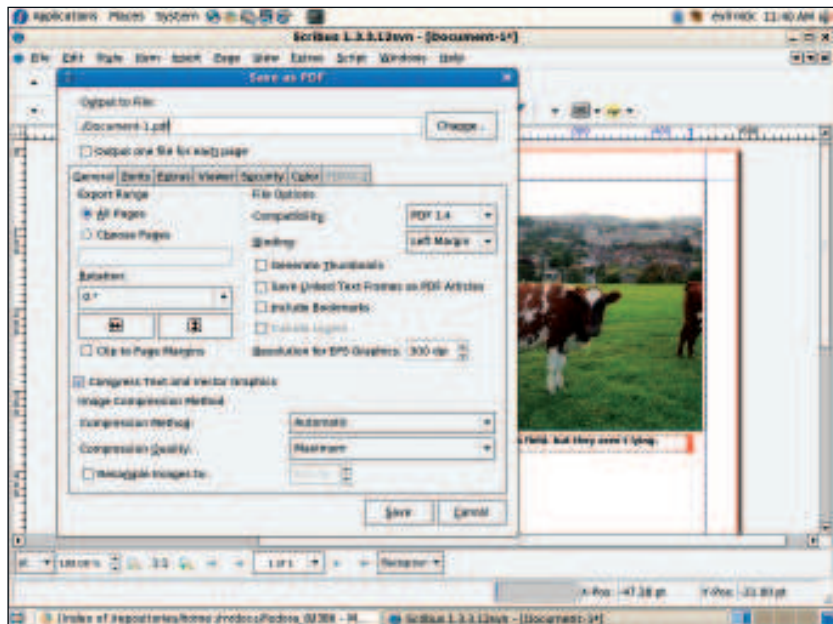 Applications Places System 11:40 AM
Scribus 1.3.3.12svn - [Document-1*]
File Edit Style Item Insert Page View Extras Script Windows Help
Save as PDF
Output to File:
/Document-1.pdf
Change...
Output one file for each page
General Fonts Extras Viewer Security Color
Export Range
All Pages
Choose Pages
Rotation:
0 °
Clip to Page Margins
File Options
Compatibility: PDF 1.4
Binding: Left Margin
Generate Thumbnails
Save Linked Text Frames as PDF Articles
Include Bookmarks
Include Layers
Resolution for EPS Graphics: 300 dpi
Compress Text and Vector Graphics
Image Compression Method
Compression Method: Automatic
Compression Quality: Maximum
Resample Images to:
Save Cancel
field, but they aren't lying.
pt 100.00 % 1:1 1 of 1
X-Pos: -47.38 pt Y-Pos:
Scribus 1.3.3.12svn - [Document-1*]